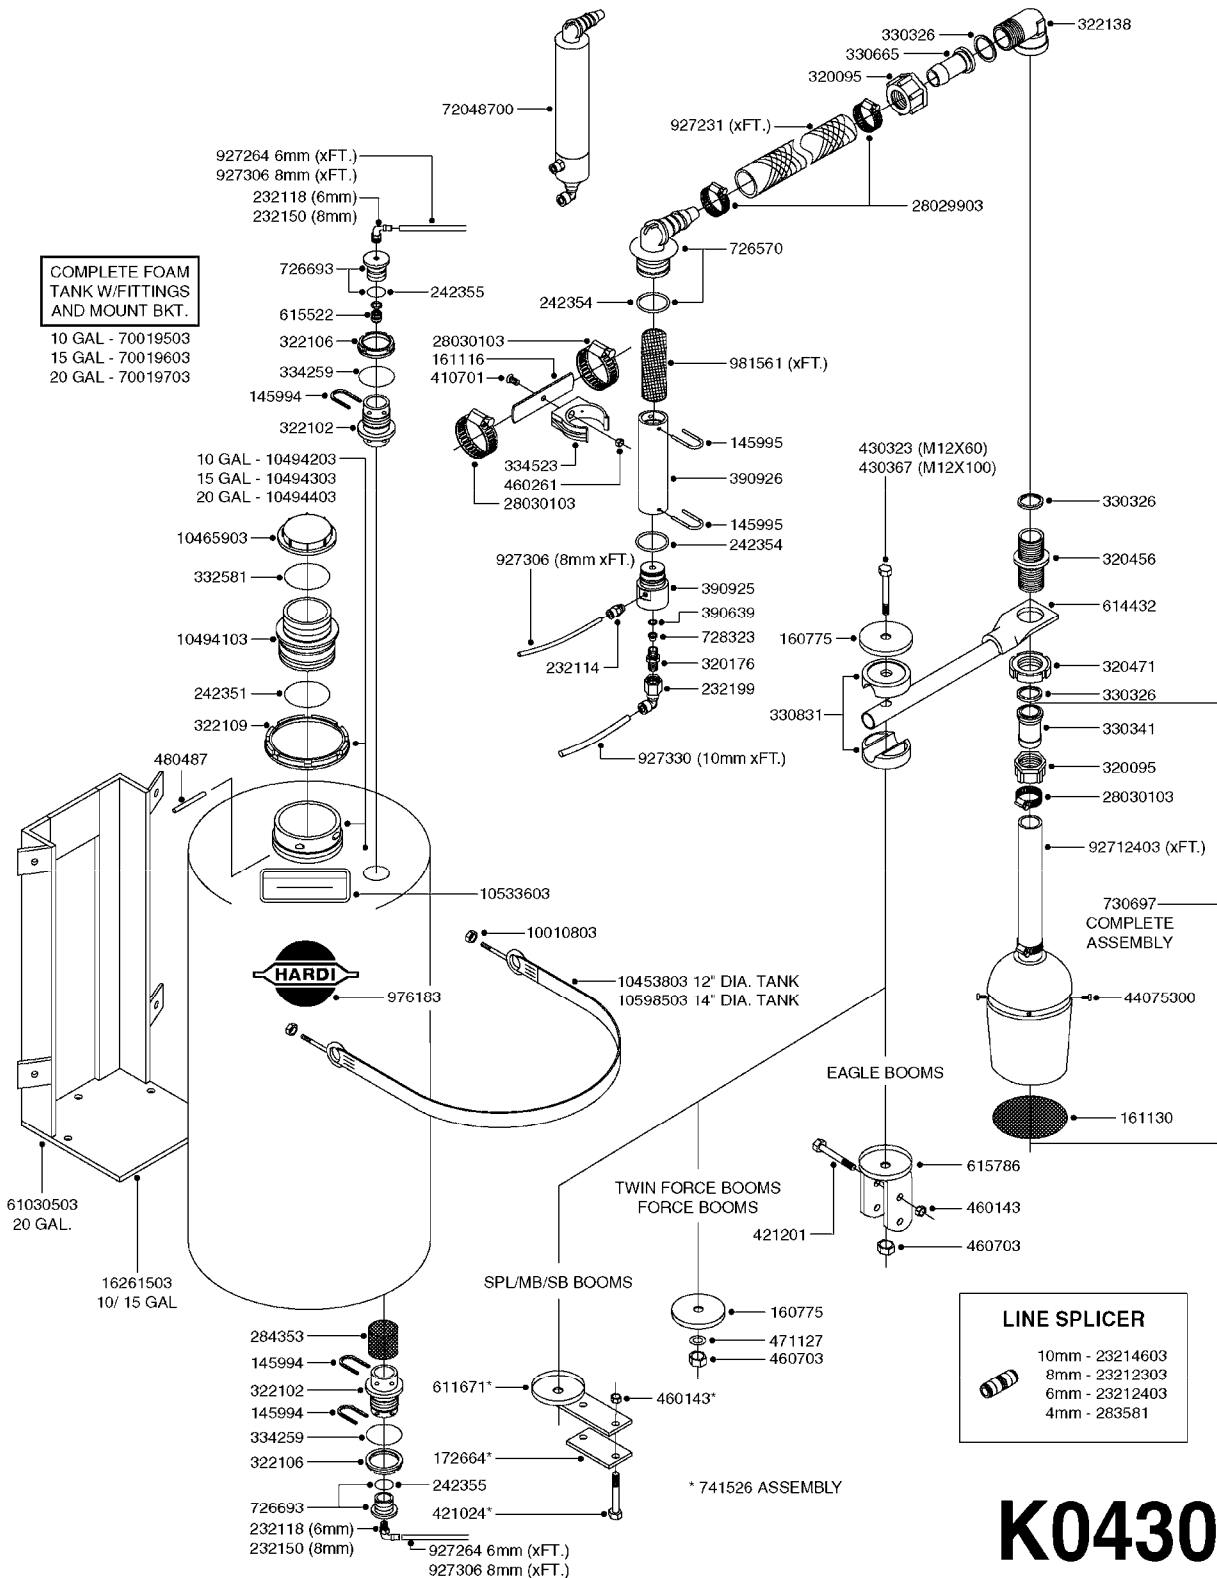 330326
322138
330665
320095
72048700
927231 (xFT.)
927264 6mm (xFT.)
927306 8mm (xFT.)
232118 (6mm)
232150 (8mm)
28029903
726570
COMPLETE FOAM
TANK W/FITTINGS
AND MOUNT BKT.
10 GAL - 70019503
15 GAL - 70019603
20 GAL - 70019703
726693
242355
615522
322106
334259
145994
322102
242354
28030103
161116
410701
981561 (xFT.)
334523
460261
28030103
145995
390926
145995
242354
430323 (M12X60)
430367 (M12X100)
10 GAL - 10494203
15 GAL - 10494303
20 GAL - 10494403
10465903
332581
10494103
242351
322109
480487
927306 (8mm xFT.)
390925
390639
728323
232114
320176
232199
927330 (10mm xFT.)
330326
320456
614432
160775
320471
330326
330831
330341
320095
28030103
92712403 (xFT.)
730697
COMPLETE
ASSEMBLY
10533603
10010803
HARDI
976183
10453803 12" DIA. TANK
10598503 14" DIA. TANK
44075300
EAGLE BOOMS
161130
615786
421201
460143
460703
61030503
20 GAL.
16261503
10/ 15 GAL
TWIN FORCE BOOMS
FORCE BOOMS
SPL/MB/SB BOOMS
160775
471127
460703
284353
145994
322102
145994
334259
322106
242355
726693
232118 (6mm)
232150 (8mm)
927264 6mm (xFT.)
927306 8mm (xFT.)
611671*
460143*
172664*
421024*
* 741526 ASSEMBLY
LINE SPLICER
10mm - 23214603
8mm - 23212303
6mm - 23212403
4mm - 283581
K0430